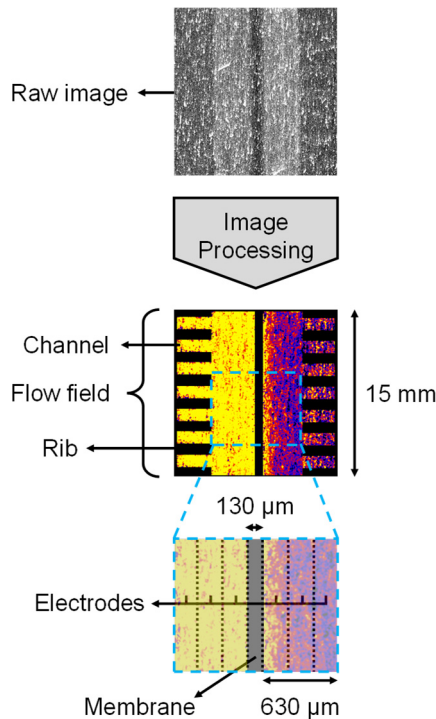 Raw image
Image
Processing
Channel
Flow field
15 mm
Rib
130 μm
Electrodes
Membrane
630 μm